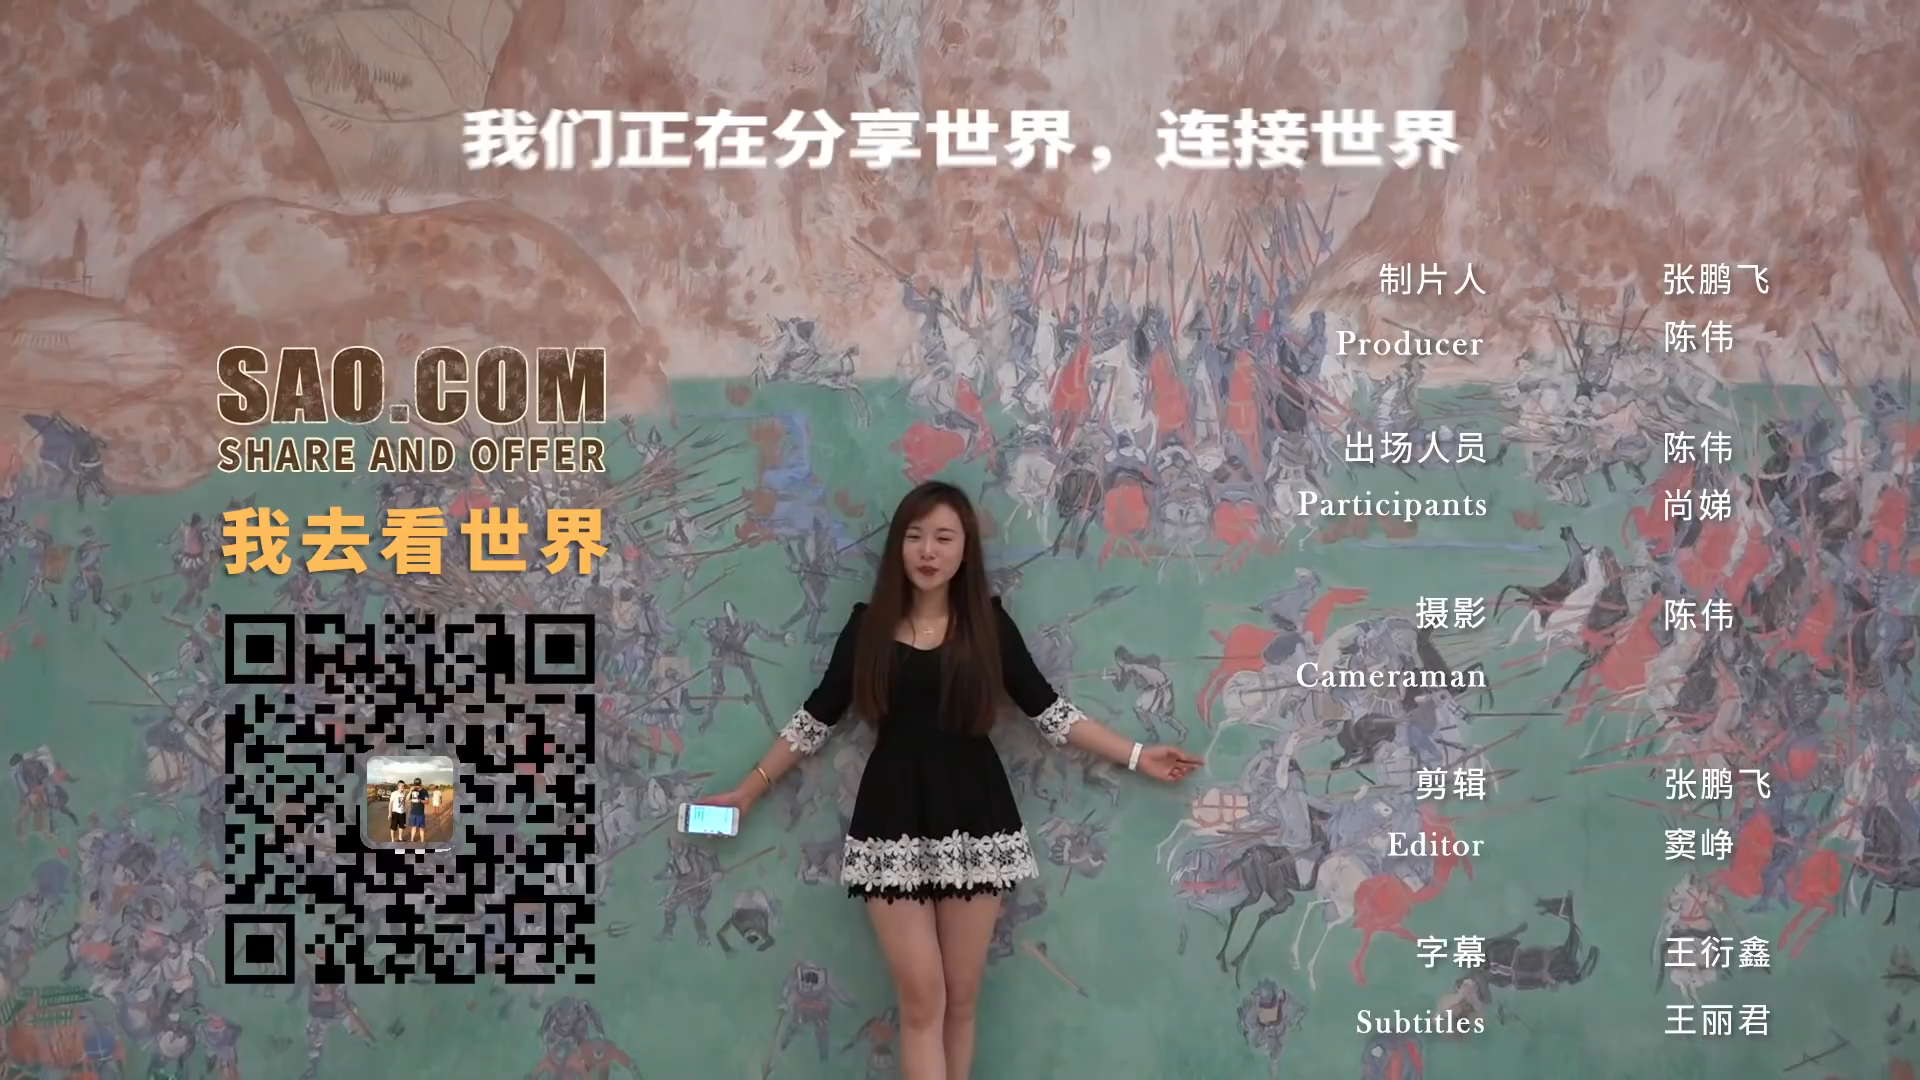 我们正在分享世界，连接世界
SAO.COM
SHARE AND OFFER
我去看世界
制片人 张鹏飞
Producer 陈伟
出场人员 陈伟
Participants 尚娣
摄影 陈伟
Cameraman
剪辑 张鹏飞
Editor 窦峥
字幕 王衍鑫
Subtitles 王丽君